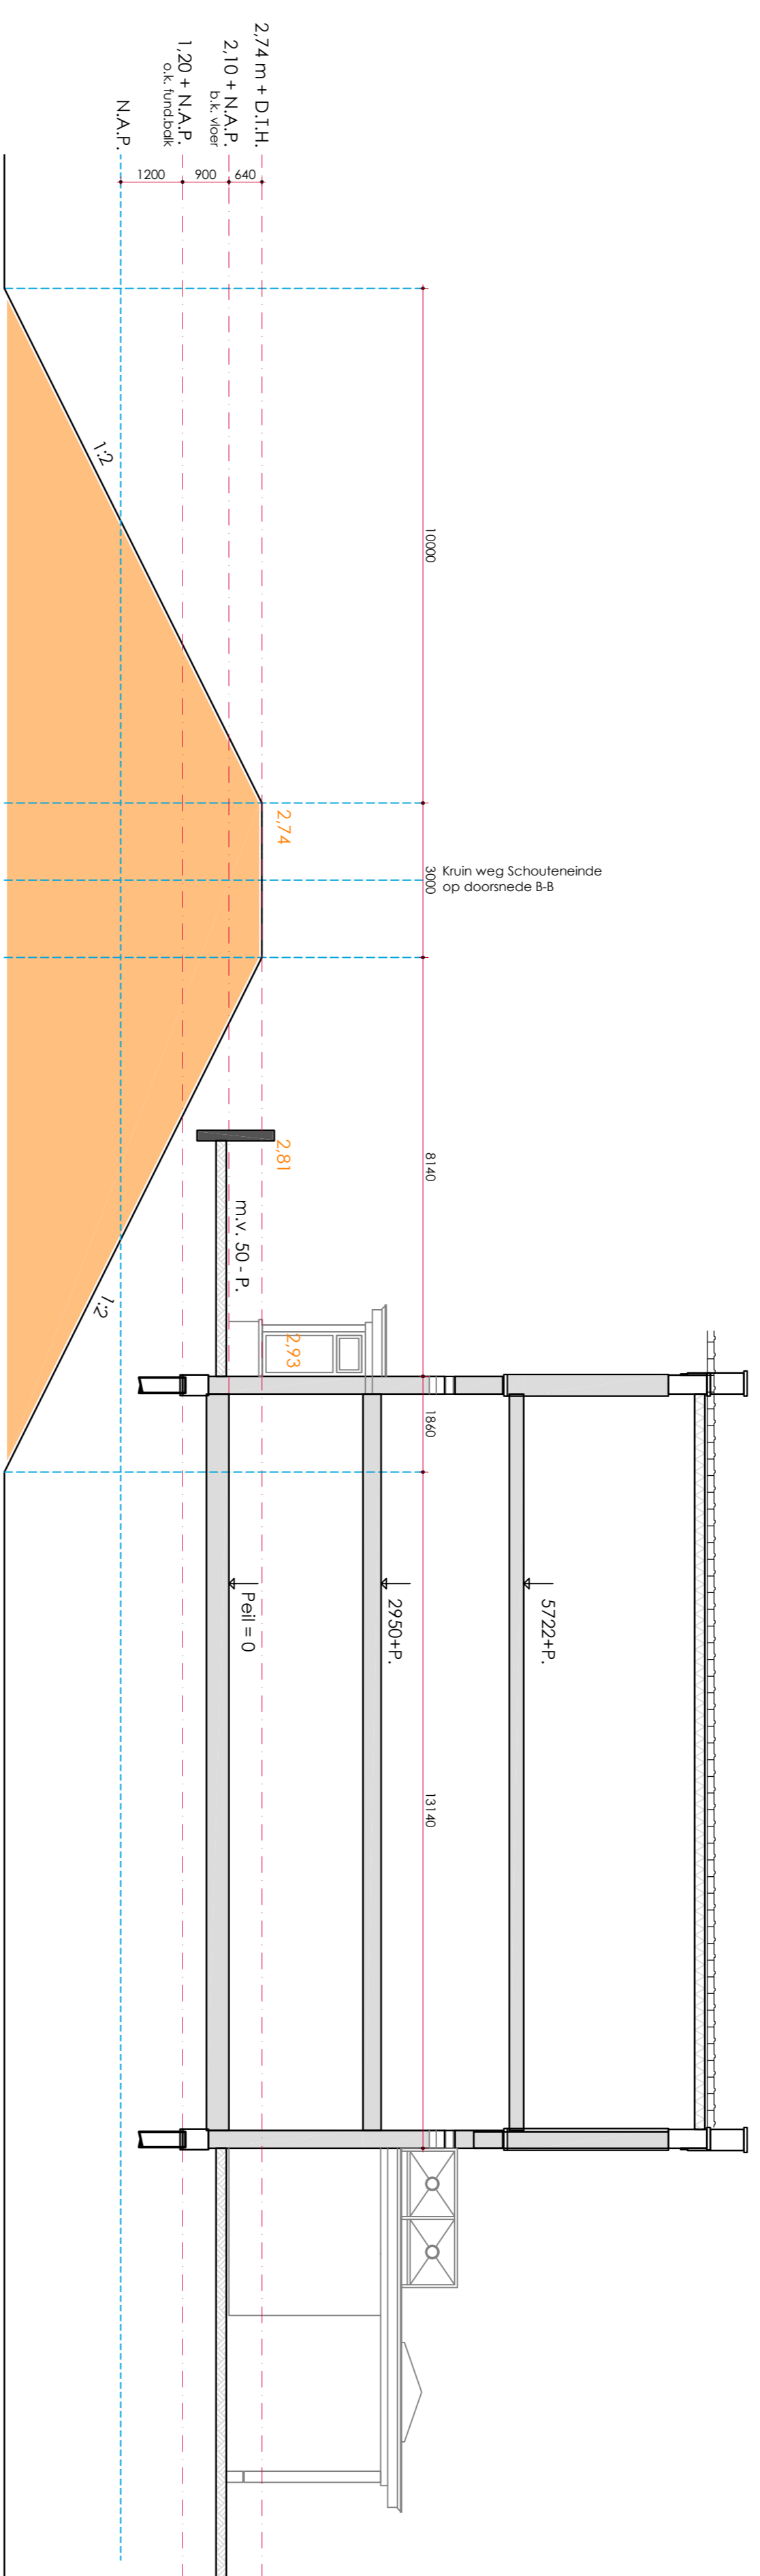 2,74 m + D.T.H.
2,10 + N.A.P.
b.k. vloer
1,20 + N.A.P.
o.k. fund.balk
N.A.P.
640
900
1200
10000
3000
8140
1860
13140
Kruin weg Schouteneinde
op doorsnede B-B
1:2
2,74
2,81
m.v. 50 - P.
2,93
1:2
5722+P.
2950+P.
Peil = 0